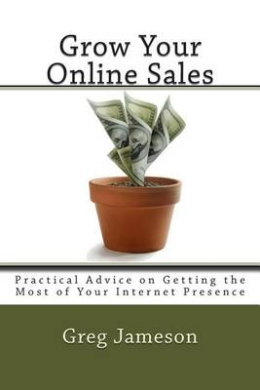 Grow Your
Online Sales
Practical Advice on Getting the
Most of Your Internet Presence
Greg Jameson